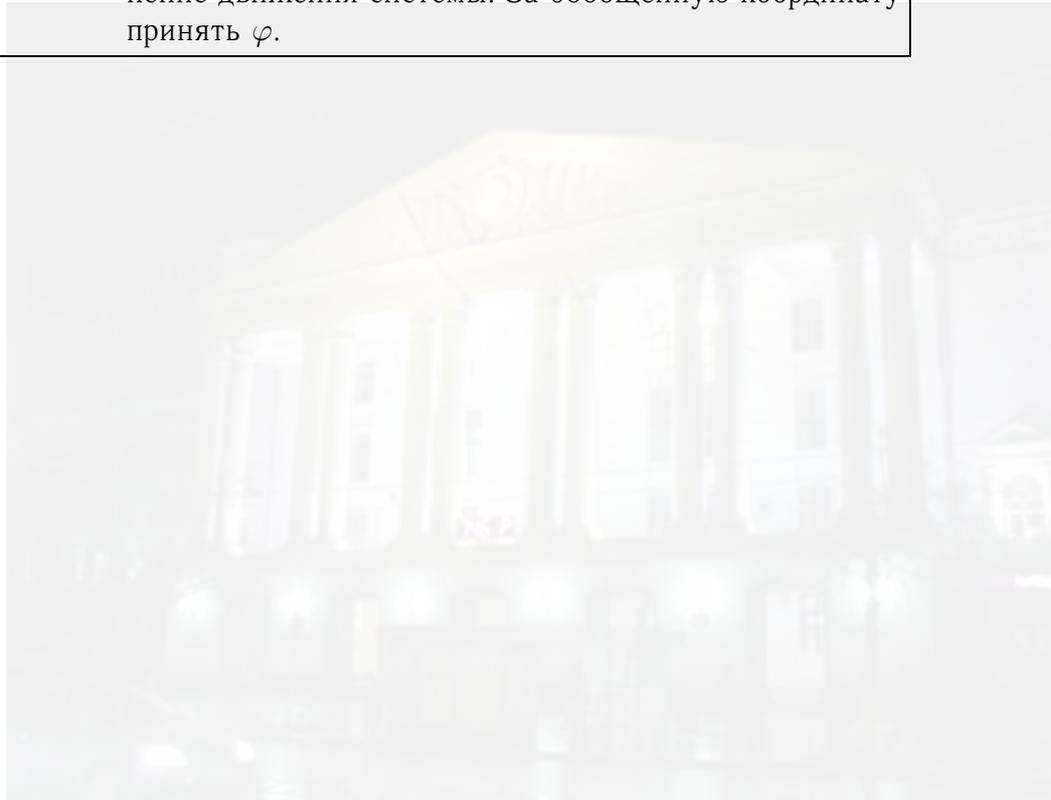 нение движения системы. За обобщенную координату
принять φ.